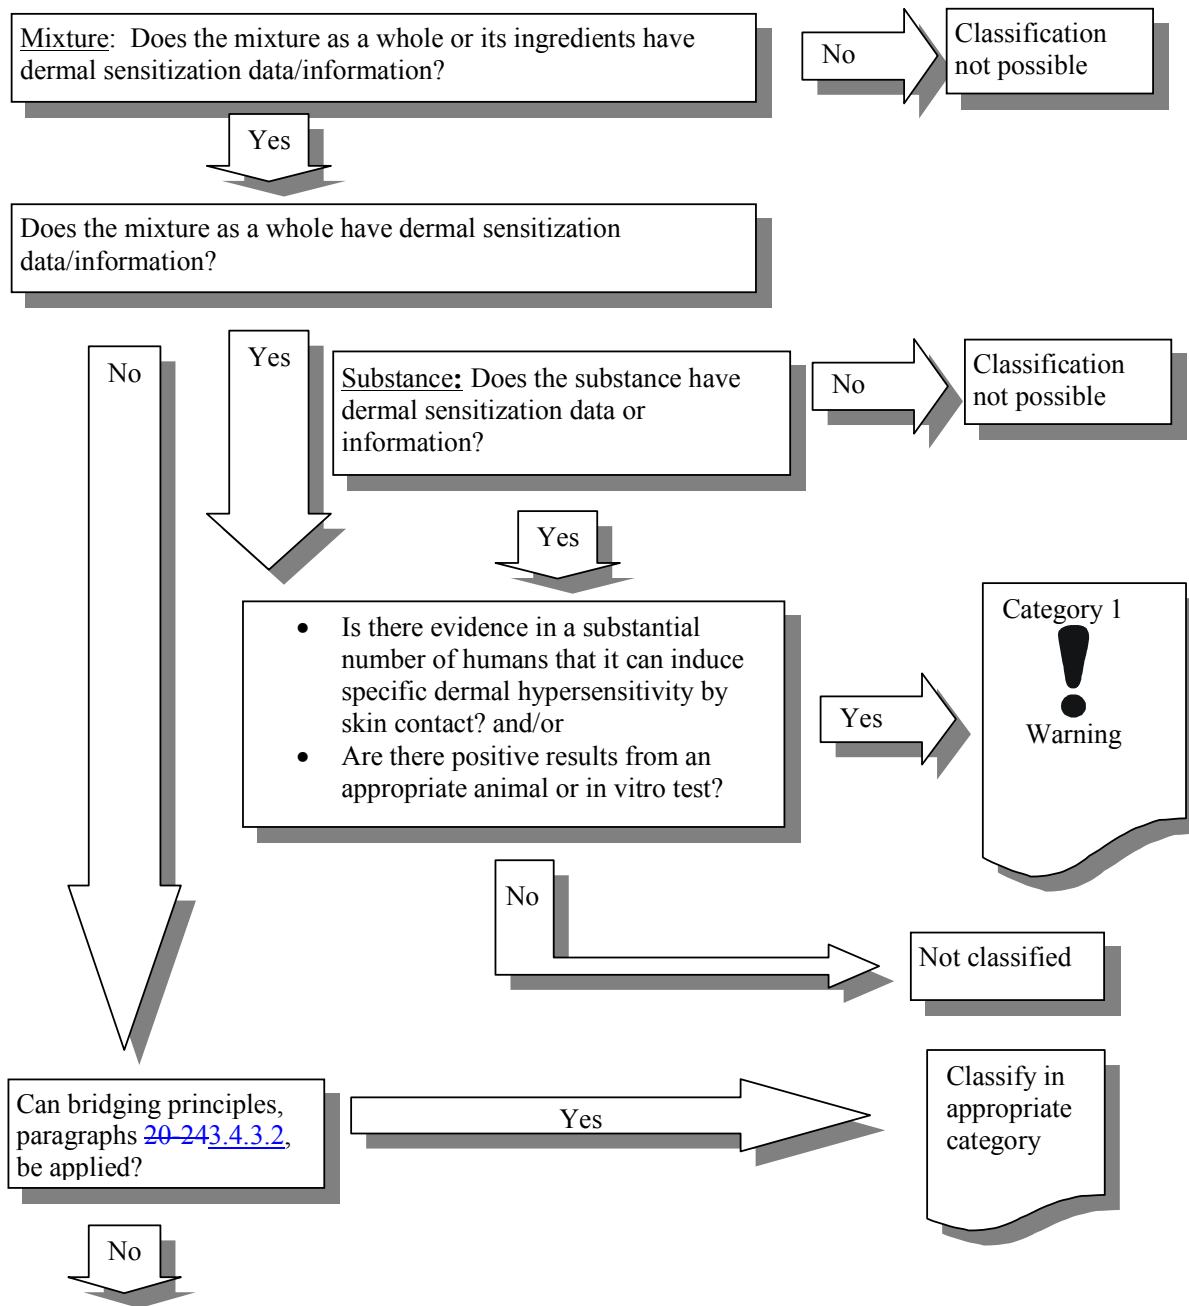 Mixture: Does the mixture as a whole or its ingredients have
dermal sensitization data/information?
No
Classification
not possible
Yes
Does the mixture as a whole have dermal sensitization
data/information?
No
Yes
Substance: Does the substance have
dermal sensitization data or
information?
No
Classification
not possible
Yes
• Is there evidence in a substantial
number of humans that it can induce
specific dermal hypersensitivity by
skin contact? and/or
• Are there positive results from an
appropriate animal or in vitro test?
Yes
Category 1
!
Warning
No
Not classified
Can bridging principles,
paragraphs 20-243.4.3.2,
be applied?
Yes
Classify in
appropriate
category
No